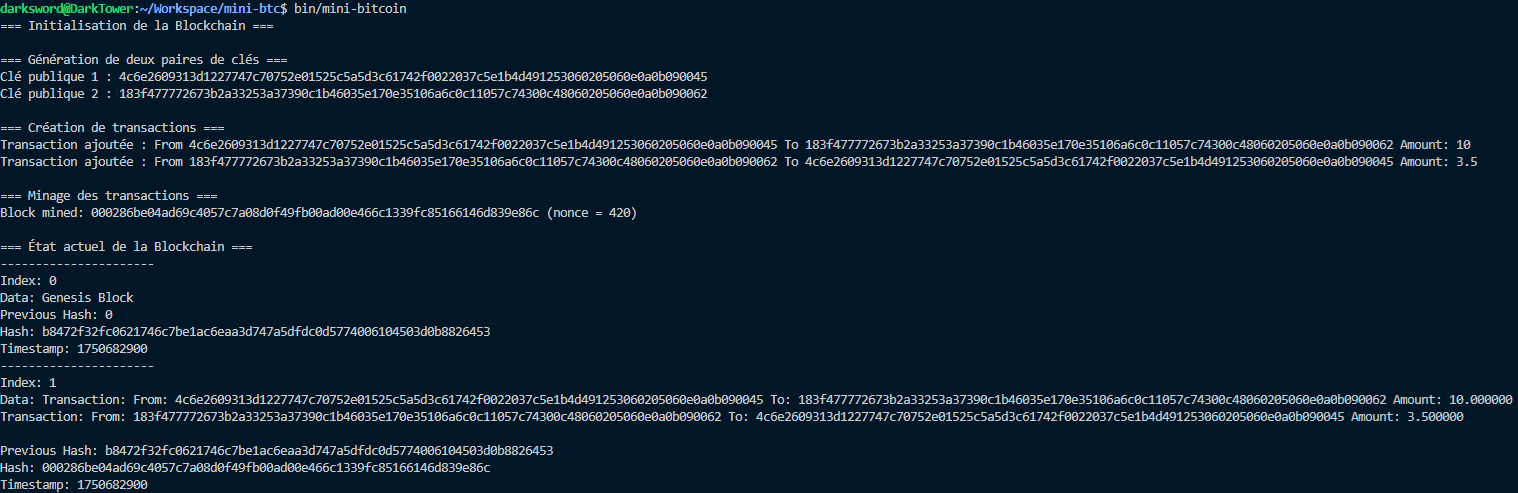 darksword@DarkTower:~/Workspace/mini-btc$ bin/mini-bitcoin
=== Initialisation de la Blockchain ===
=== Génération de deux paires de clés ===
Clé publique 1 : 4c6e2609313d1227747c70752e01525c5a5d3c61742f0022037c5e1b4d491253060205060e0a0b090045
Clé publique 2 : 183f477772673b2a33253a37390c1b46035e170e35106a6c0c11057c74300c48060205060e0a0b090062
=== Création de transactions ===
Transaction ajoutée : From 4c6e2609313d1227747c70752e01525c5a5d3c61742f0022037c5e1b4d491253060205060e0a0b090045 To 183f477772673b2a33253a37390c1b46035e170e35106a6c0c11057c74300c48060205060e0a0b090062 Amount: 10
Transaction ajoutée : From 183f477772673b2a33253a37390c1b46035e170e35106a6c0c11057c74300c48060205060e0a0b090062 To 4c6e2609313d1227747c70752e01525c5a5d3c61742f0022037c5e1b4d491253060205060e0a0b090045 Amount: 3.5
=== Minage des transactions ===
Block mined: 000286be04ad69c4057c7a08d0f49fb00ad00e466c1339fc85166146d839e86c (nonce = 420)
=== État actuel de la Blockchain ===
----------------------
Index: 0
Data: Genesis Block
Previous Hash: 0
Hash: b8472f32fc0621746c7be1ac6eaa3d747a5dfdc0d5774006104503d0b8826453
Timestamp: 1750682900
----------------------
Index: 1
Data: Transaction: From: 4c6e2609313d1227747c70752e01525c5a5d3c61742f0022037c5e1b4d491253060205060e0a0b090045 To: 183f477772673b2a33253a37390c1b46035e170e35106a6c0c11057c74300c48060205060e0a0b090062 Amount: 10.000000
Transaction: From: 183f477772673b2a33253a37390c1b46035e170e35106a6c0c11057c74300c48060205060e0a0b090062 To: 4c6e2609313d1227747c70752e01525c5a5d3c61742f0022037c5e1b4d491253060205060e0a0b090045 Amount: 3.500000
Previous Hash: b8472f32fc0621746c7be1ac6eaa3d747a5dfdc0d5774006104503d0b8826453
Hash: 000286be04ad69c4057c7a08d0f49fb00ad00e466c1339fc85166146d839e86c
Timestamp: 1750682900